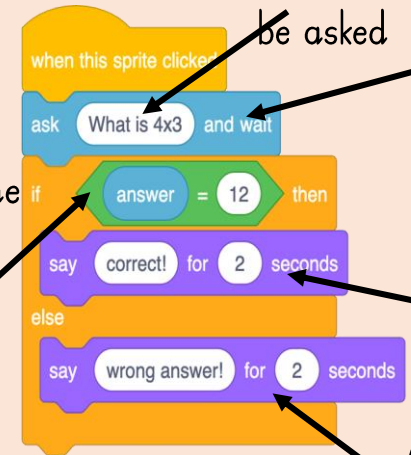 be asked
when this sprite clicked
ask What is 4x3 and wait
if answer = 12 then
say correct! for 2 seconds
else
say wrong answer! for 2 seconds